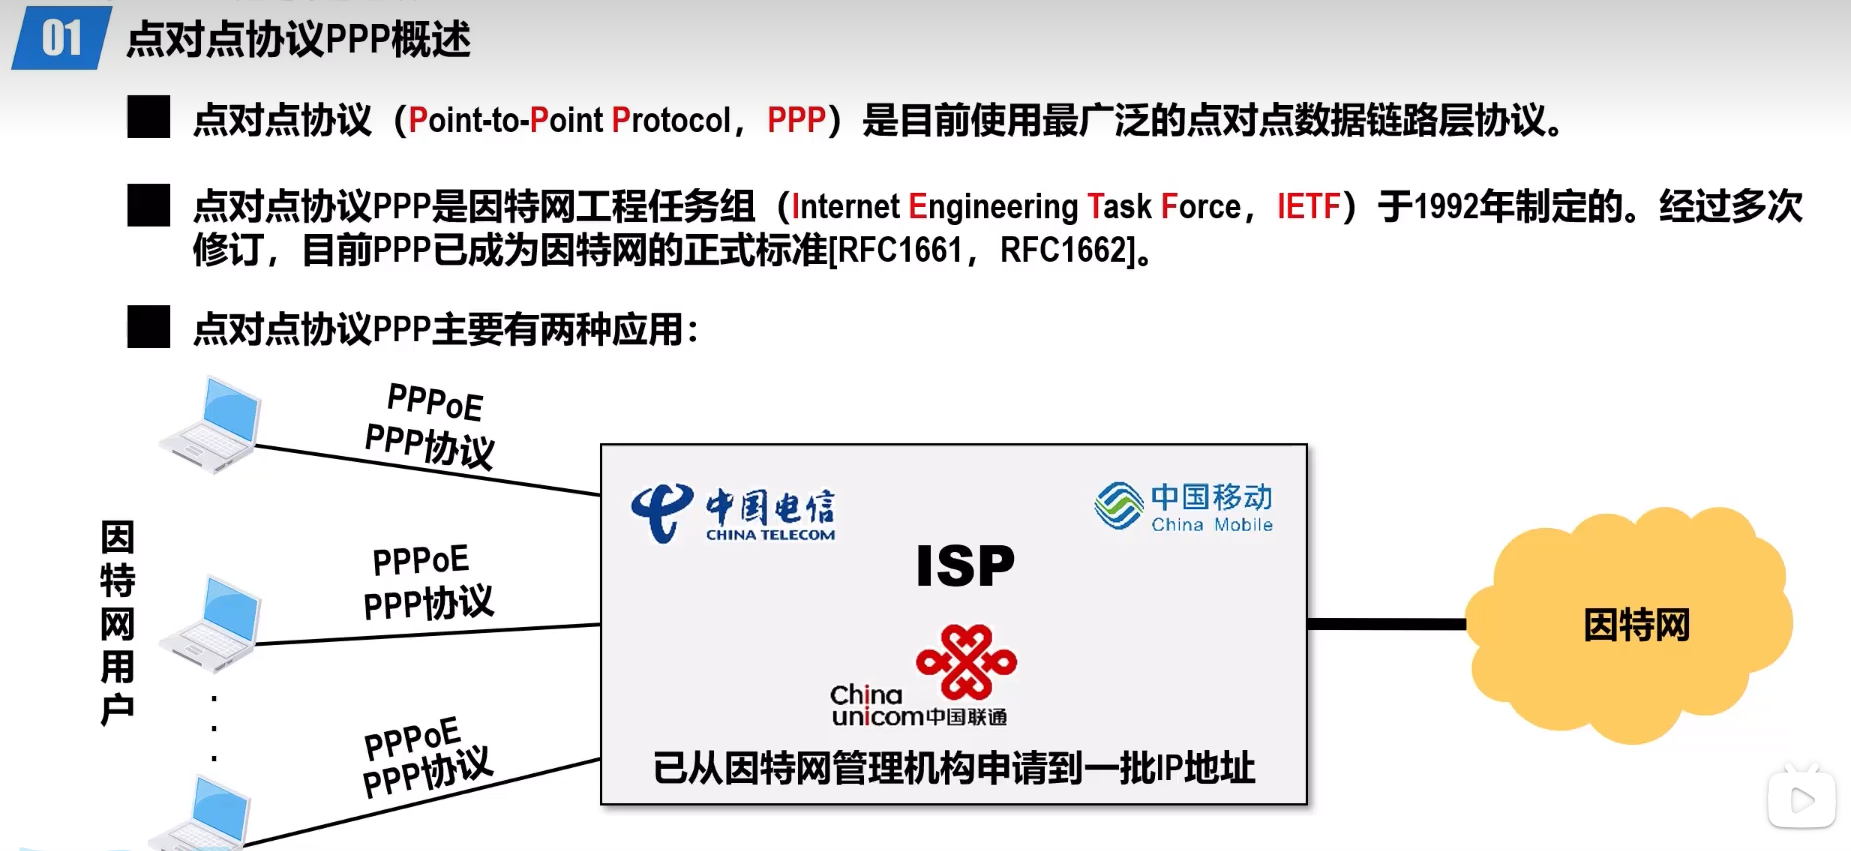 01 点对点协议PPP概述
点对点协议（Point-to-Point Protocol，PPP）是目前使用最广泛的点对点数据链路层协议。
点对点协议PPP是因特网工程任务组（Internet Engineering Task Force，IETF）于1992年制定的。经过多次
修订，目前PPP已成为因特网的正式标准[RFC1661，RFC1662]。
点对点协议PPP主要有两种应用：
PPPoE
PPP协议
中国电信
CHINA TELECOM
中国移动
China Mobile
ISP
因特网用户
PPPoE
PPP协议
因特网
China
unicom中国联通
PPPoE
PPP协议
已从因特网管理机构申请到一批IP地址